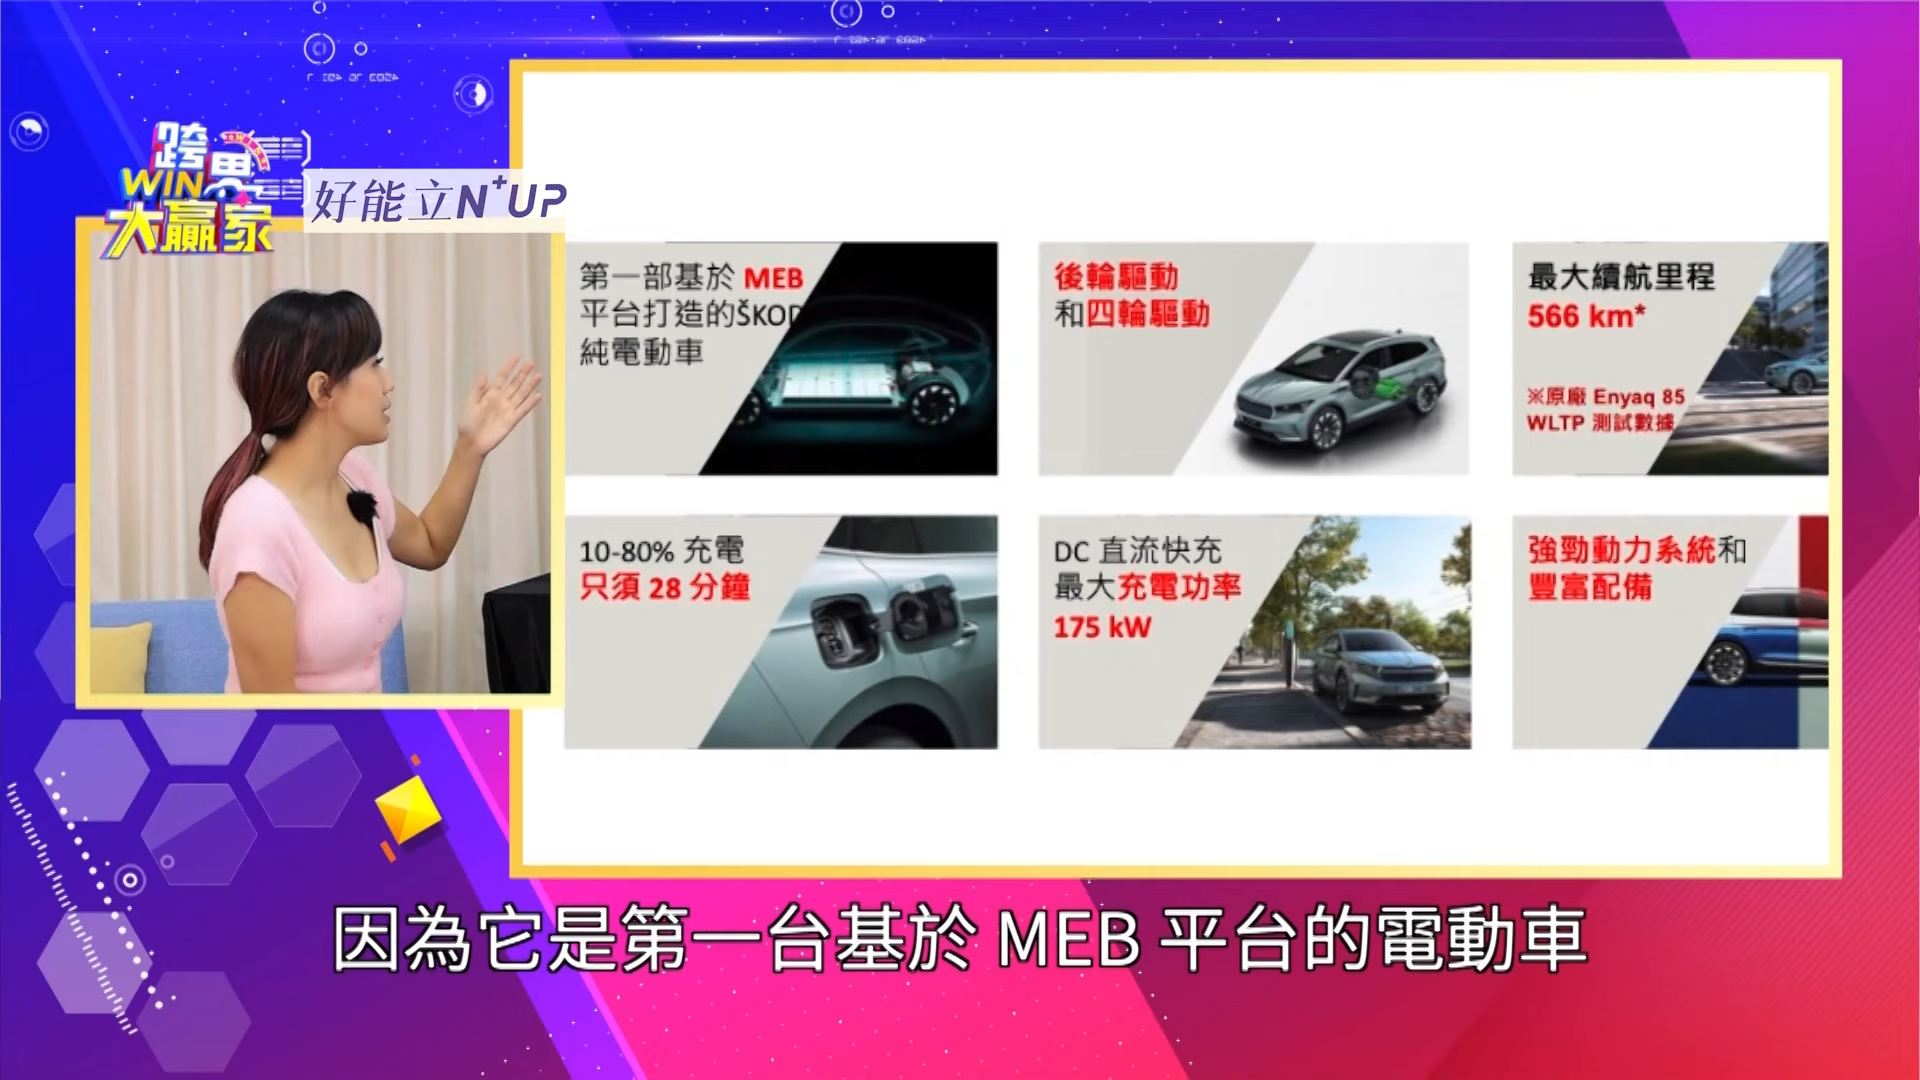 跨界
WIN
大贏家
好能立N+UP
第一部基於 MEB
平台打造的ŠKOD
純電動車
後輪驅動
和四輪驅動
最大續航里程
566 km*
※原廠 Enyaq 85
WLTP 測試數據
10-80% 充電
只須 28 分鐘
DC 直流快充
最大充電功率
175 kW
強勁動力系統和
豐富配備
因為它是第一台基於 MEB 平台的電動車